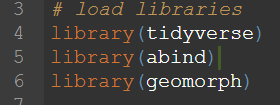 3 # load libraries
4 library(tidyverse)
5 library(abind)
6 library(geomorph)